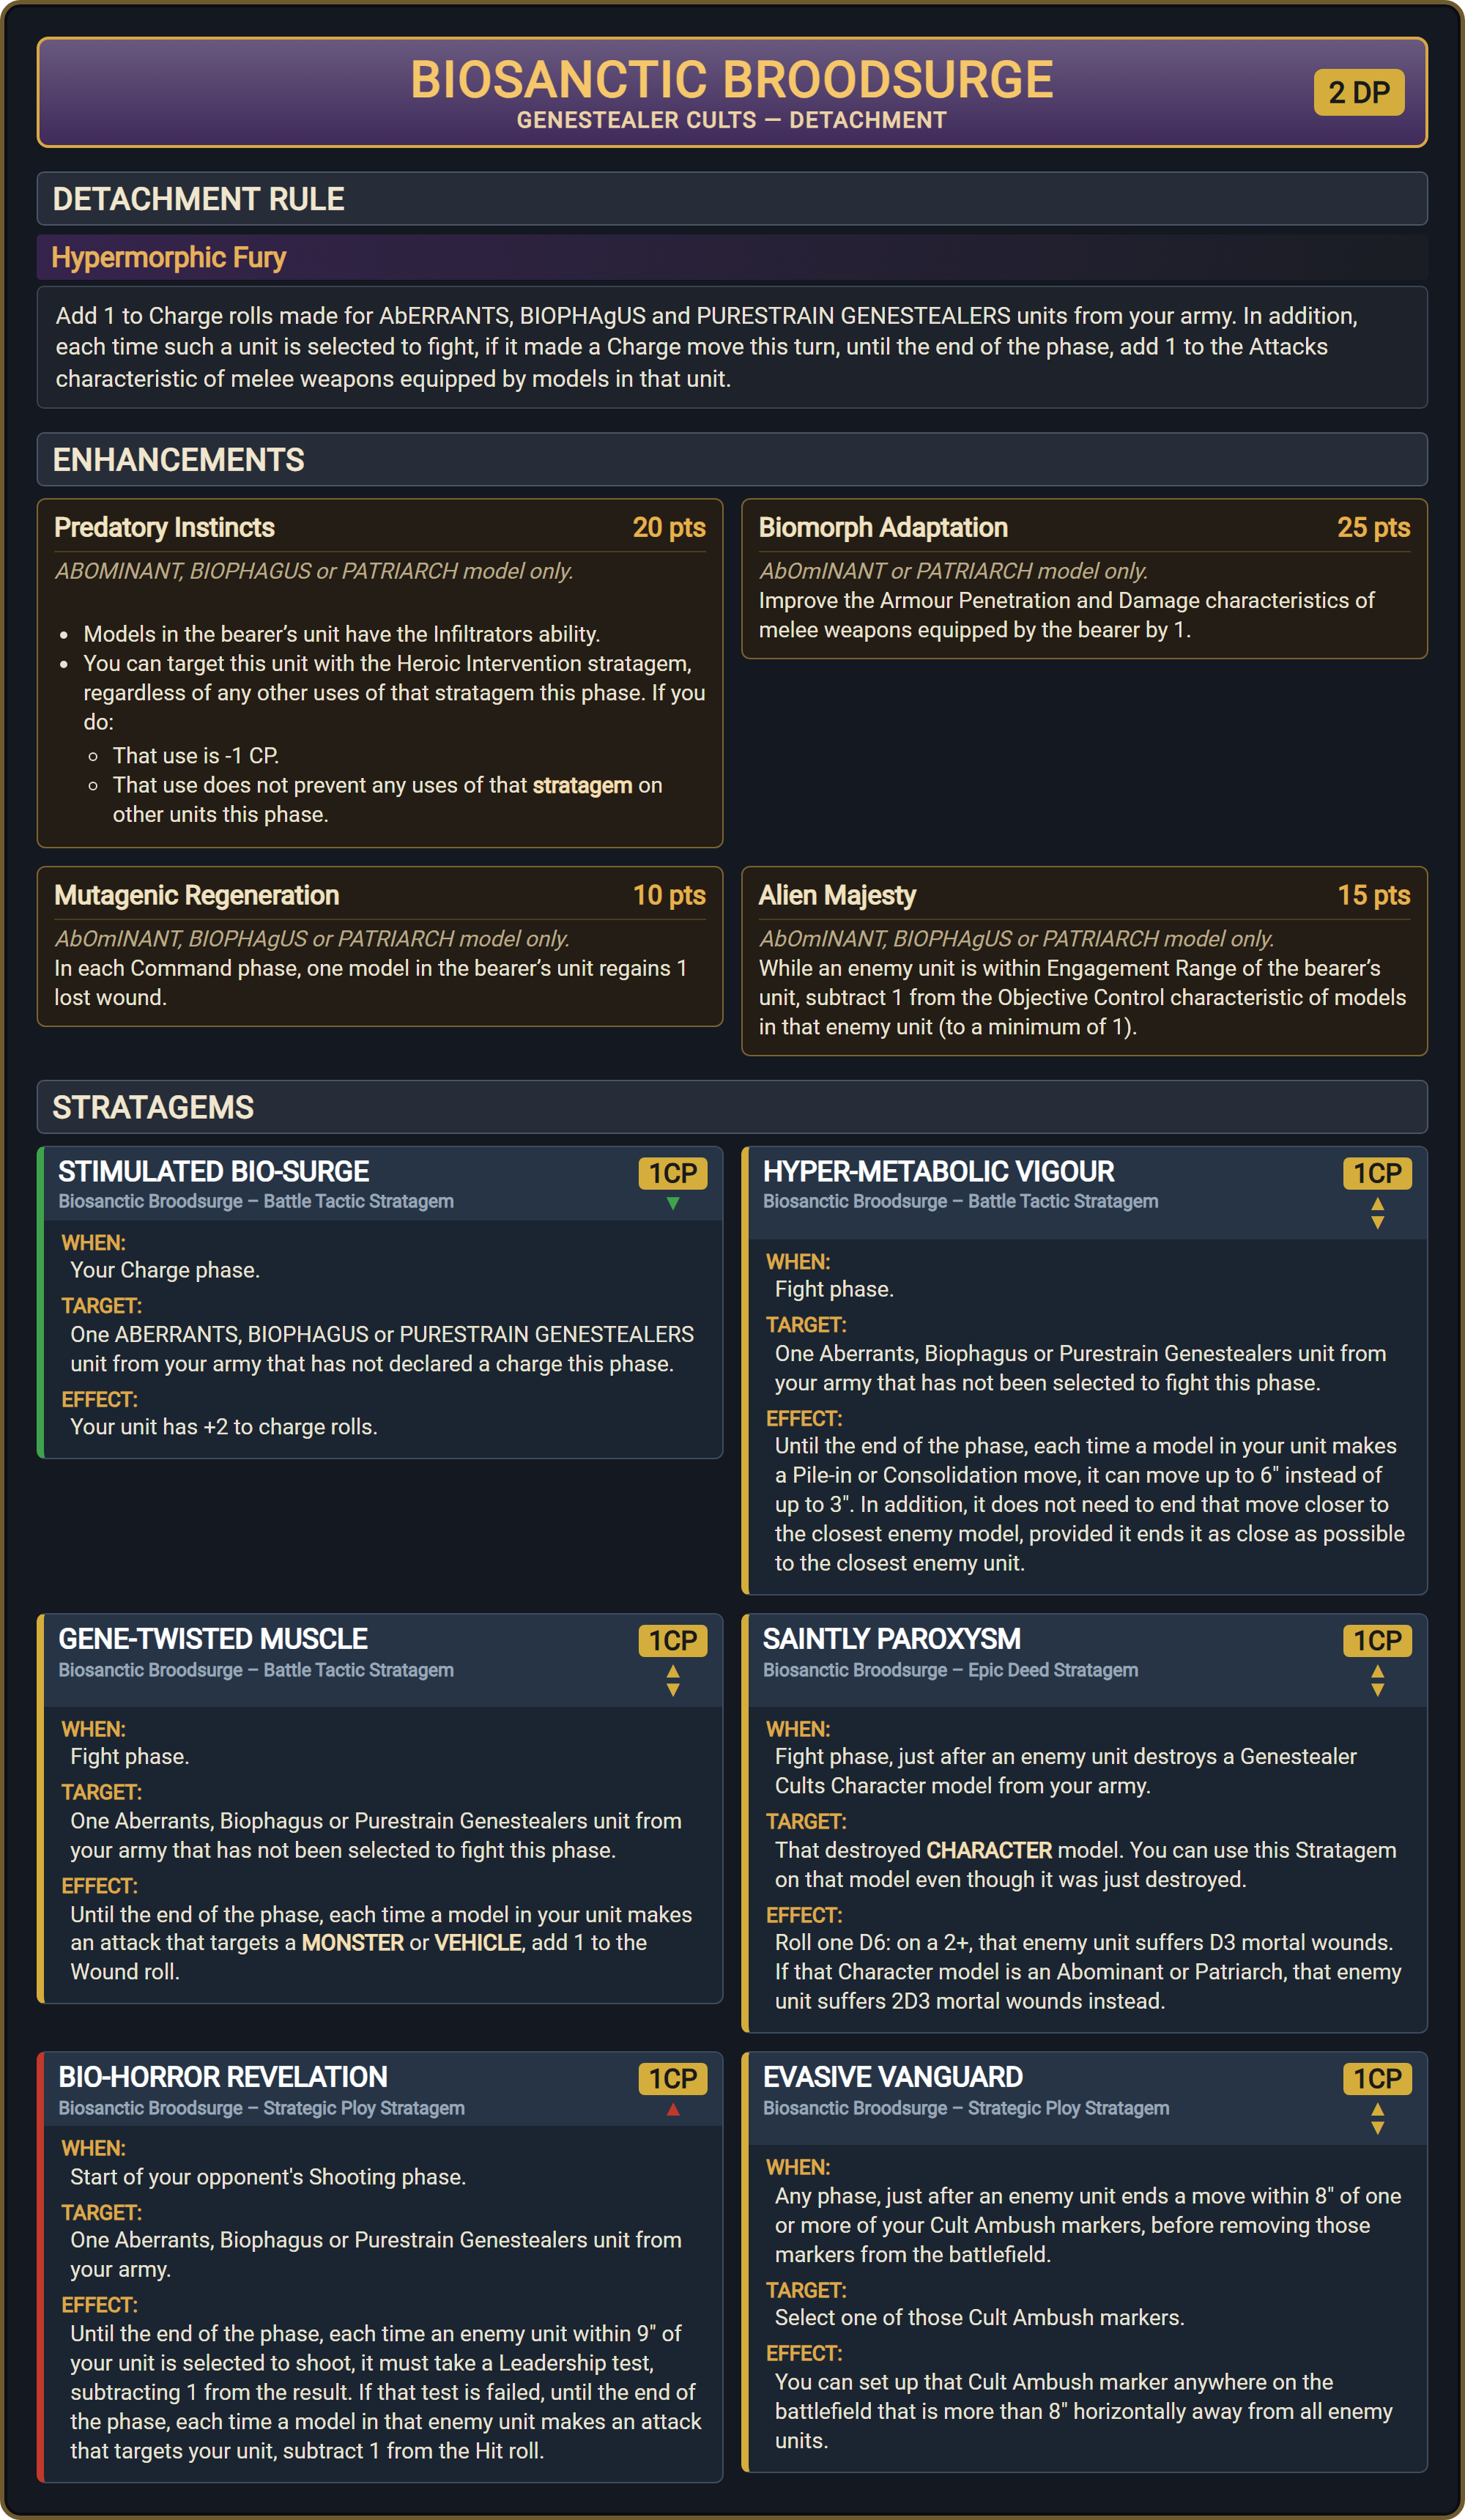 BIOSANCTIC BROODSURGE
GENESTEALER CULTS — DETACHMENT
2 DP
DETACHMENT RULE
Hypermorphic Fury
Add 1 to Charge rolls made for AbERRANTS, BIOPHAgUS and PURESTRAIN GENESTEALERS units from your army. In addition,
each time such a unit is selected to fight, if it made a Charge move this turn, until the end of the phase, add 1 to the Attacks
characteristic of melee weapons equipped by models in that unit.
ENHANCEMENTS
Predatory Instincts 20 pts
ABOMINANT, BIOPHAGUS or PATRIARCH model only.
• Models in the bearer’s unit have the Infiltrators ability.
• You can target this unit with the Heroic Intervention stratagem,
regardless of any other uses of that stratagem this phase. If you
do:
◦ That use is -1 CP.
◦ That use does not prevent any uses of that stratagem on
other units this phase.
Biomorph Adaptation 25 pts
AbOmINANT or PATRIARCH model only.
Improve the Armour Penetration and Damage characteristics of
melee weapons equipped by the bearer by 1.
Mutagenic Regeneration 10 pts
AbOmINANT, BIOPHAgUS or PATRIARCH model only.
In each Command phase, one model in the bearer’s unit regains 1
lost wound.
Alien Majesty 15 pts
AbOmINANT, BIOPHAgUS or PATRIARCH model only.
While an enemy unit is within Engagement Range of the bearer’s
unit, subtract 1 from the Objective Control characteristic of models
in that enemy unit (to a minimum of 1).
STRATAGEMS
STIMULATED BIO-SURGE 1CP
Biosanctic Broodsurge – Battle Tactic Stratagem ▼
WHEN:
Your Charge phase.
TARGET:
One ABERRANTS, BIOPHAGUS or PURESTRAIN GENESTEALERS
unit from your army that has not declared a charge this phase.
EFFECT:
Your unit has +2 to charge rolls.
HYPER-METABOLIC VIGOUR 1CP
Biosanctic Broodsurge – Battle Tactic Stratagem ▲
▼
WHEN:
Fight phase.
TARGET:
One Aberrants, Biophagus or Purestrain Genestealers unit from
your army that has not been selected to fight this phase.
EFFECT:
Until the end of the phase, each time a model in your unit makes
a Pile-in or Consolidation move, it can move up to 6" instead of
up to 3". In addition, it does not need to end that move closer to
the closest enemy model, provided it ends it as close as possible
to the closest enemy unit.
GENE-TWISTED MUSCLE 1CP
Biosanctic Broodsurge – Battle Tactic Stratagem ▲
▼
WHEN:
Fight phase.
TARGET:
One Aberrants, Biophagus or Purestrain Genestealers unit from
your army that has not been selected to fight this phase.
EFFECT:
Until the end of the phase, each time a model in your unit makes
an attack that targets a MONSTER or VEHICLE, add 1 to the
Wound roll.
SAINTLY PAROXYSM 1CP
Biosanctic Broodsurge – Epic Deed Stratagem ▲
▼
WHEN:
Fight phase, just after an enemy unit destroys a Genestealer
Cults Character model from your army.
TARGET:
That destroyed CHARACTER model. You can use this Stratagem
on that model even though it was just destroyed.
EFFECT:
Roll one D6: on a 2+, that enemy unit suffers D3 mortal wounds.
If that Character model is an Abominant or Patriarch, that enemy
unit suffers 2D3 mortal wounds instead.
BIO-HORROR REVELATION 1CP
Biosanctic Broodsurge – Strategic Ploy Stratagem ▲
WHEN:
Start of your opponent's Shooting phase.
TARGET:
One Aberrants, Biophagus or Purestrain Genestealers unit from
your army.
EFFECT:
Until the end of the phase, each time an enemy unit within 9" of
your unit is selected to shoot, it must take a Leadership test,
subtracting 1 from the result. If that test is failed, until the end of
the phase, each time a model in that enemy unit makes an attack
that targets your unit, subtract 1 from the Hit roll.
EVASIVE VANGUARD 1CP
Biosanctic Broodsurge – Strategic Ploy Stratagem ▲
▼
WHEN:
Any phase, just after an enemy unit ends a move within 8" of one
or more of your Cult Ambush markers, before removing those
markers from the battlefield.
TARGET:
Select one of those Cult Ambush markers.
EFFECT:
You can set up that Cult Ambush marker anywhere on the
battlefield that is more than 8" horizontally away from all enemy
units.